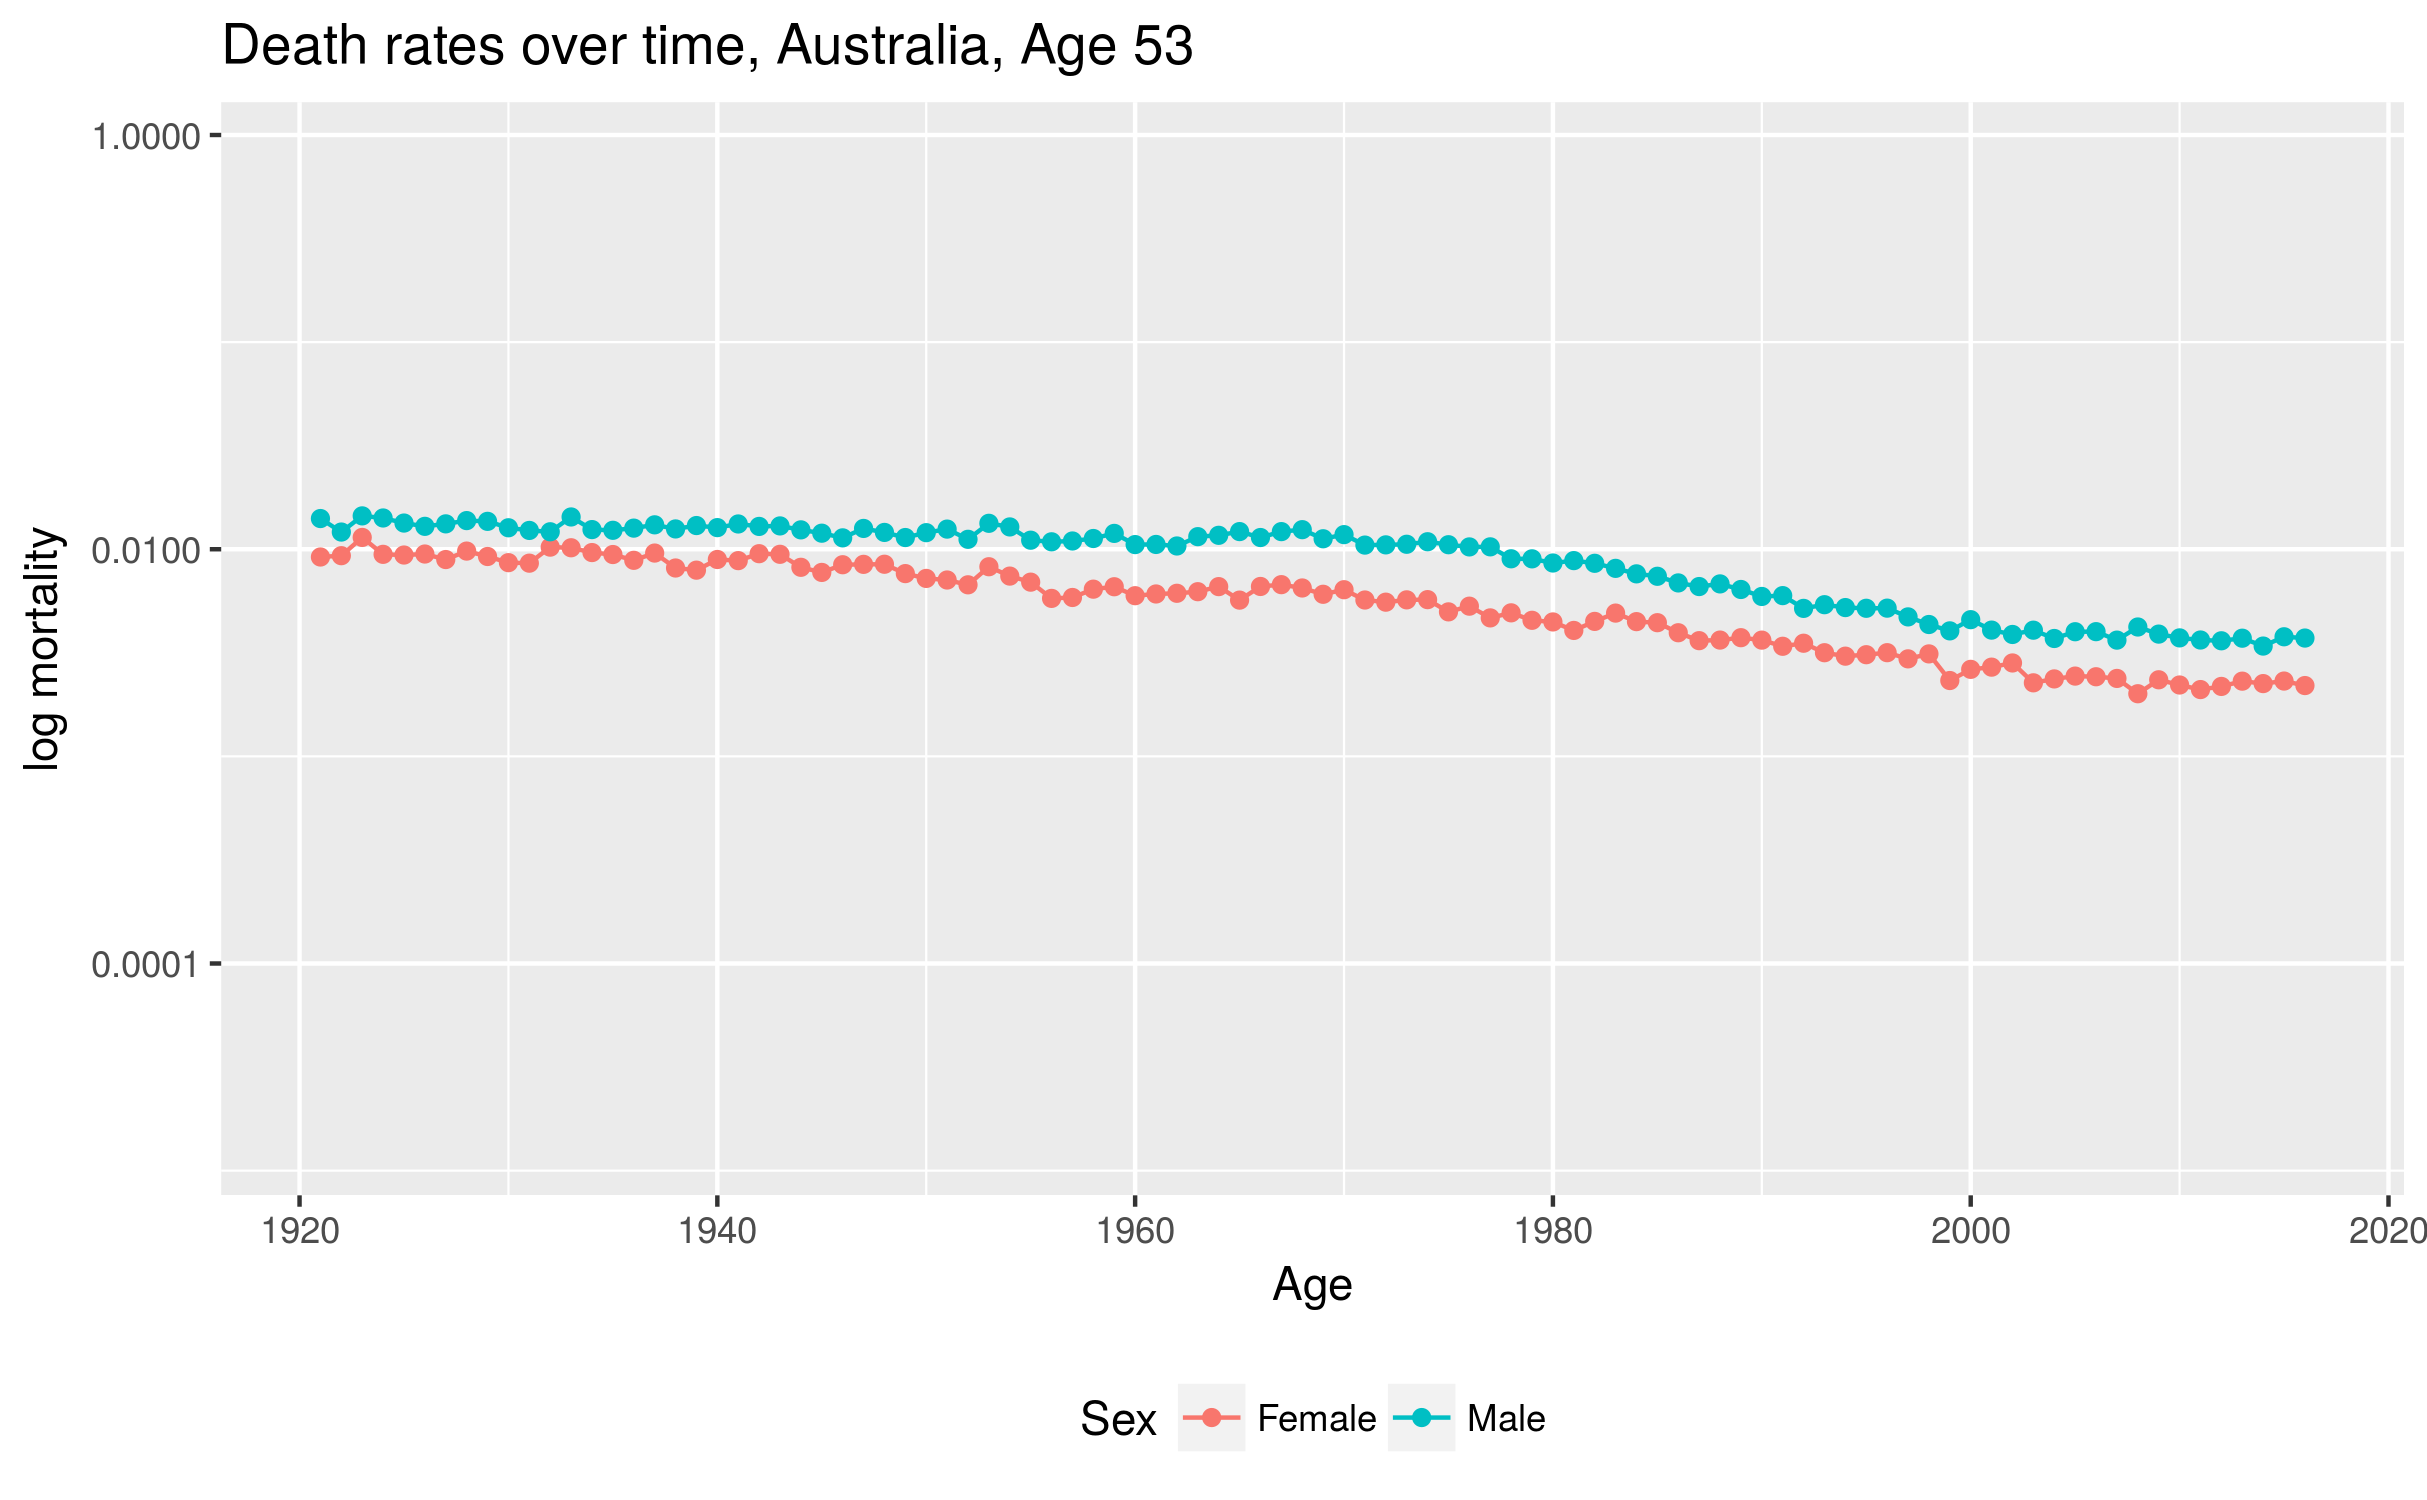 Death rates over time, Australia, Age 53
1.0000
0.0100
0.0001
log mortality
1920 1940 1960 1980 2000 2020
Age
Sex Female Male